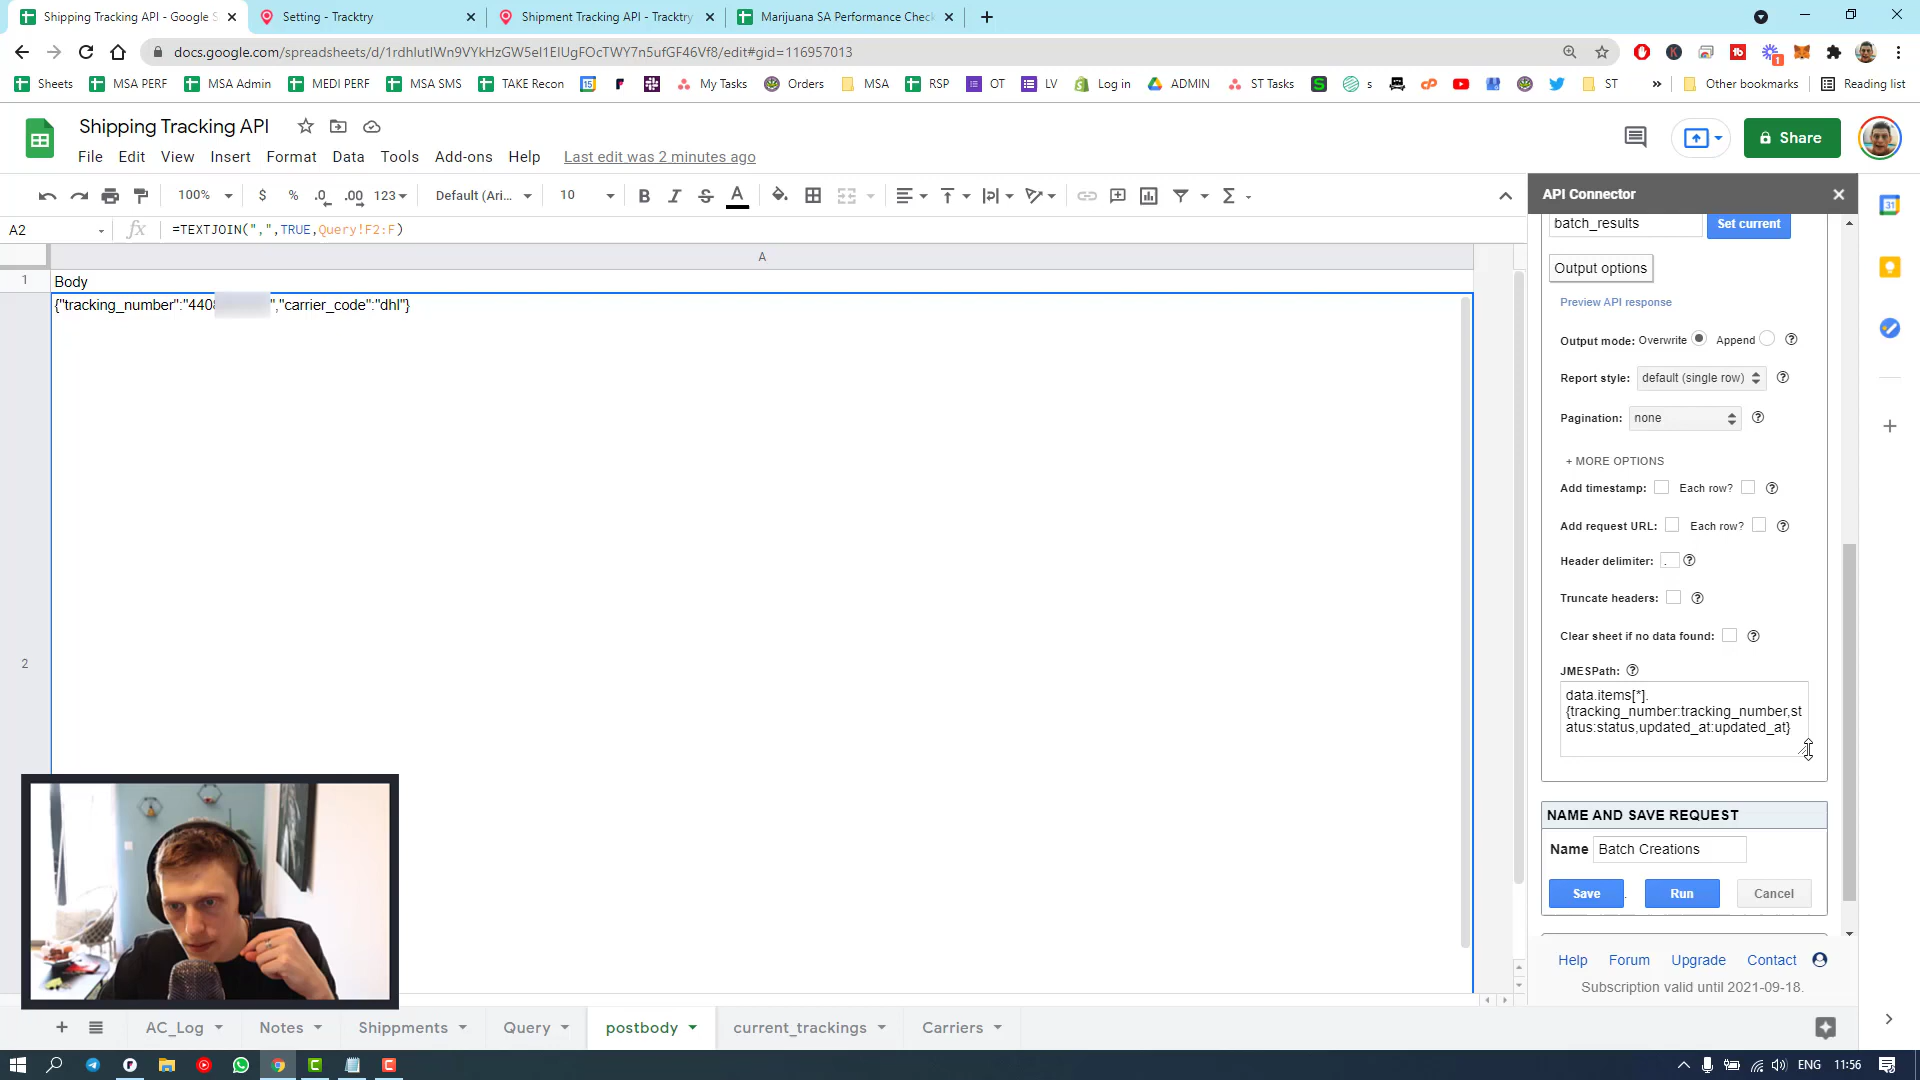 Shipping Tracking API - Google S
Setting - Tracktry
Shipment Tracking API - Tracktry
Marijuana SA Performance Check
docs.google.com/spreadsheets/d/1rdhlutlWn9VYkHzGW5el1ElUgFOcTWY7n5ufGF46Vf8/edit#gid=116957013
Sheets
MSA PERF
MSA Admin
MEDI PERF
MSA SMS
TAKE Recon
My Tasks
Orders
MSA
RSP
OT
LV
Log in
ADMIN
ST Tasks
s
ST
»
Other bookmarks
Reading list
Shipping Tracking API
File Edit View Insert Format Data Tools Add-ons Help Last edit was 2 minutes ago
Share
100% $ % .0 .00 123 Default (Ari... 10 B I S A
A2 fx =TEXTJOIN(",",TRUE,Query!F2:F)
A
1 Body
2 {"tracking_number":"440 ","carrier_code":"dhl"}
API Connector
batch_results Set current
Output options
Preview API response
Output mode: Overwrite Append
Report style: default (single row)
Pagination: none
+ MORE OPTIONS
Add timestamp: Each row?
Add request URL: Each row?
Header delimiter: .
Truncate headers:
Clear sheet if no data found:
JMESPath:
data.items[*].
{tracking_number:tracking_number,st
atus:status,updated_at:updated_at}
NAME AND SAVE REQUEST
Name Batch Creations
Save . Run Cancel
Help Forum Upgrade Contact
Subscription valid until 2021-09-18.
AC_Log Notes Shippments Query postbody current_trackings Carriers
ENG 11:56